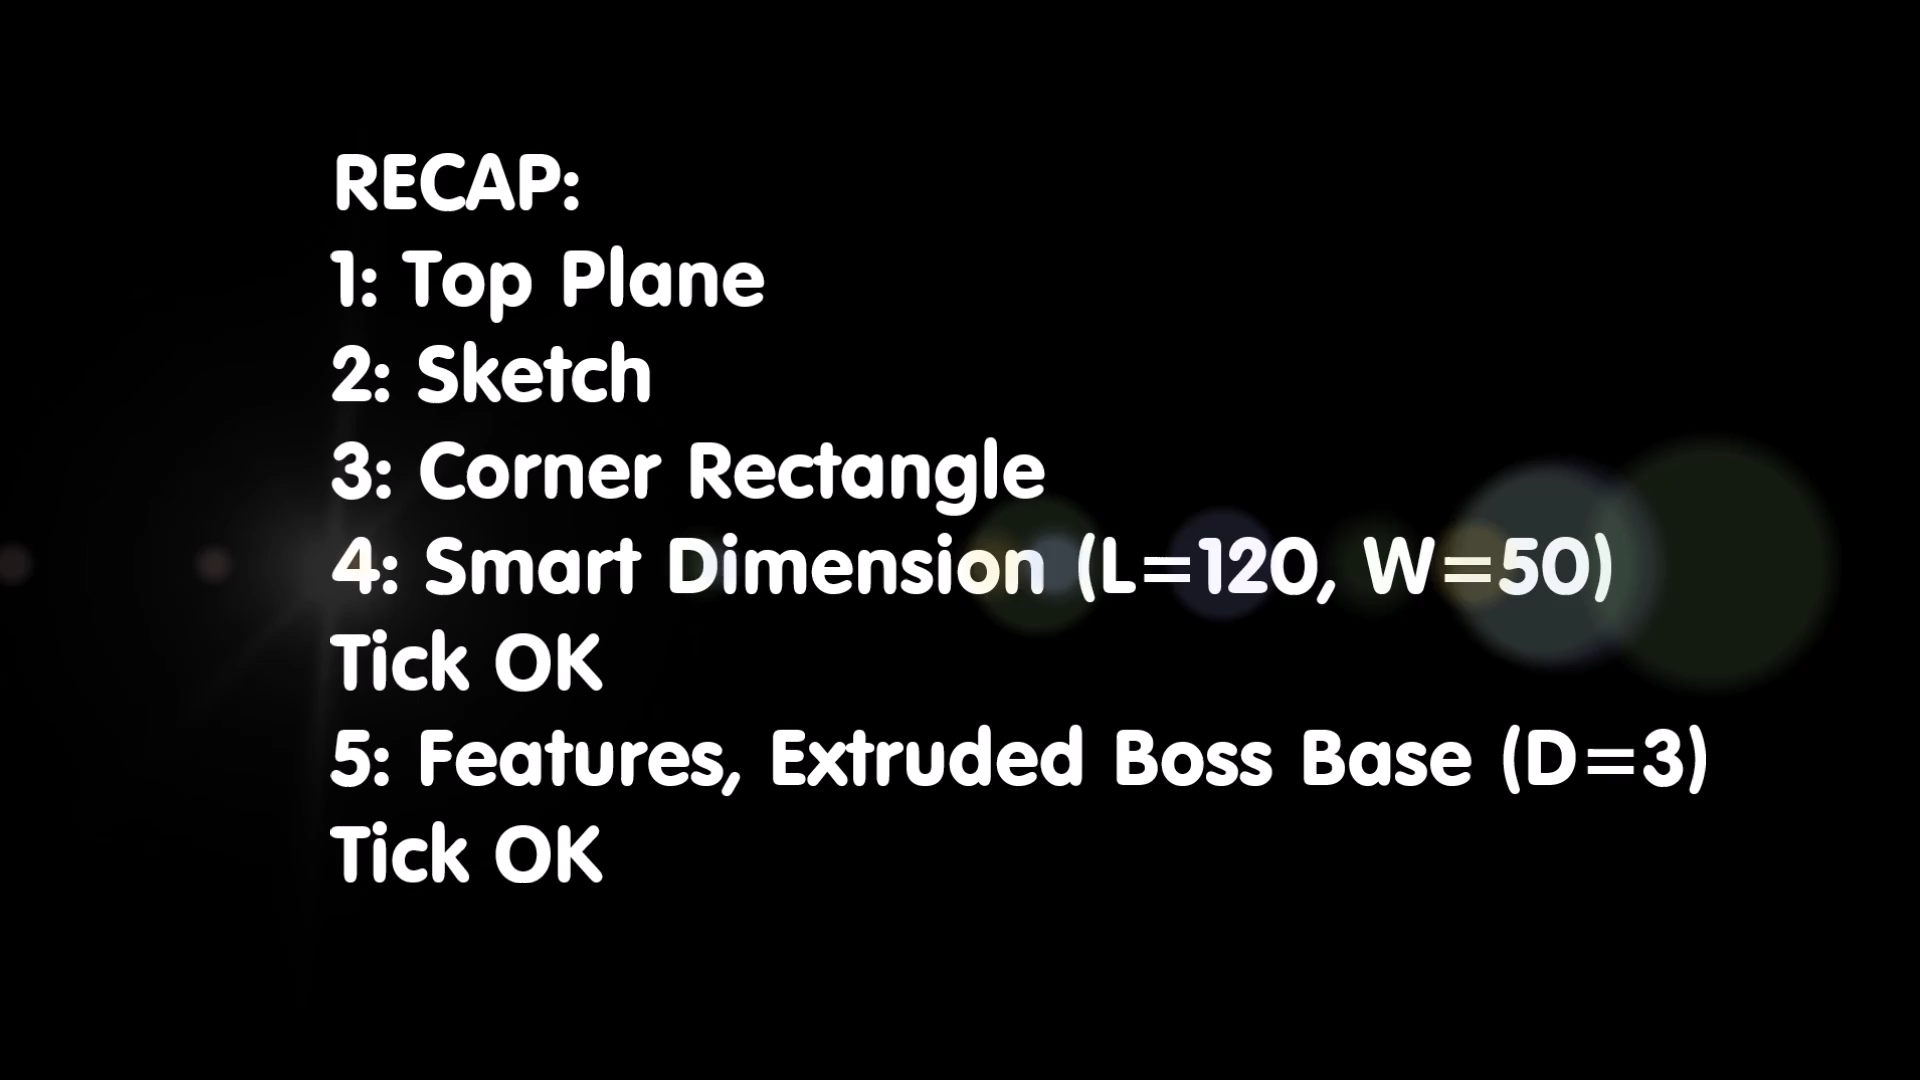 RECAP:
1: Top Plane
2: Sketch
3: Corner Rectangle
4: Smart Dimension (L=120, W=50)
Tick OK
5: Features, Extruded Boss Base (D=3)
Tick OK